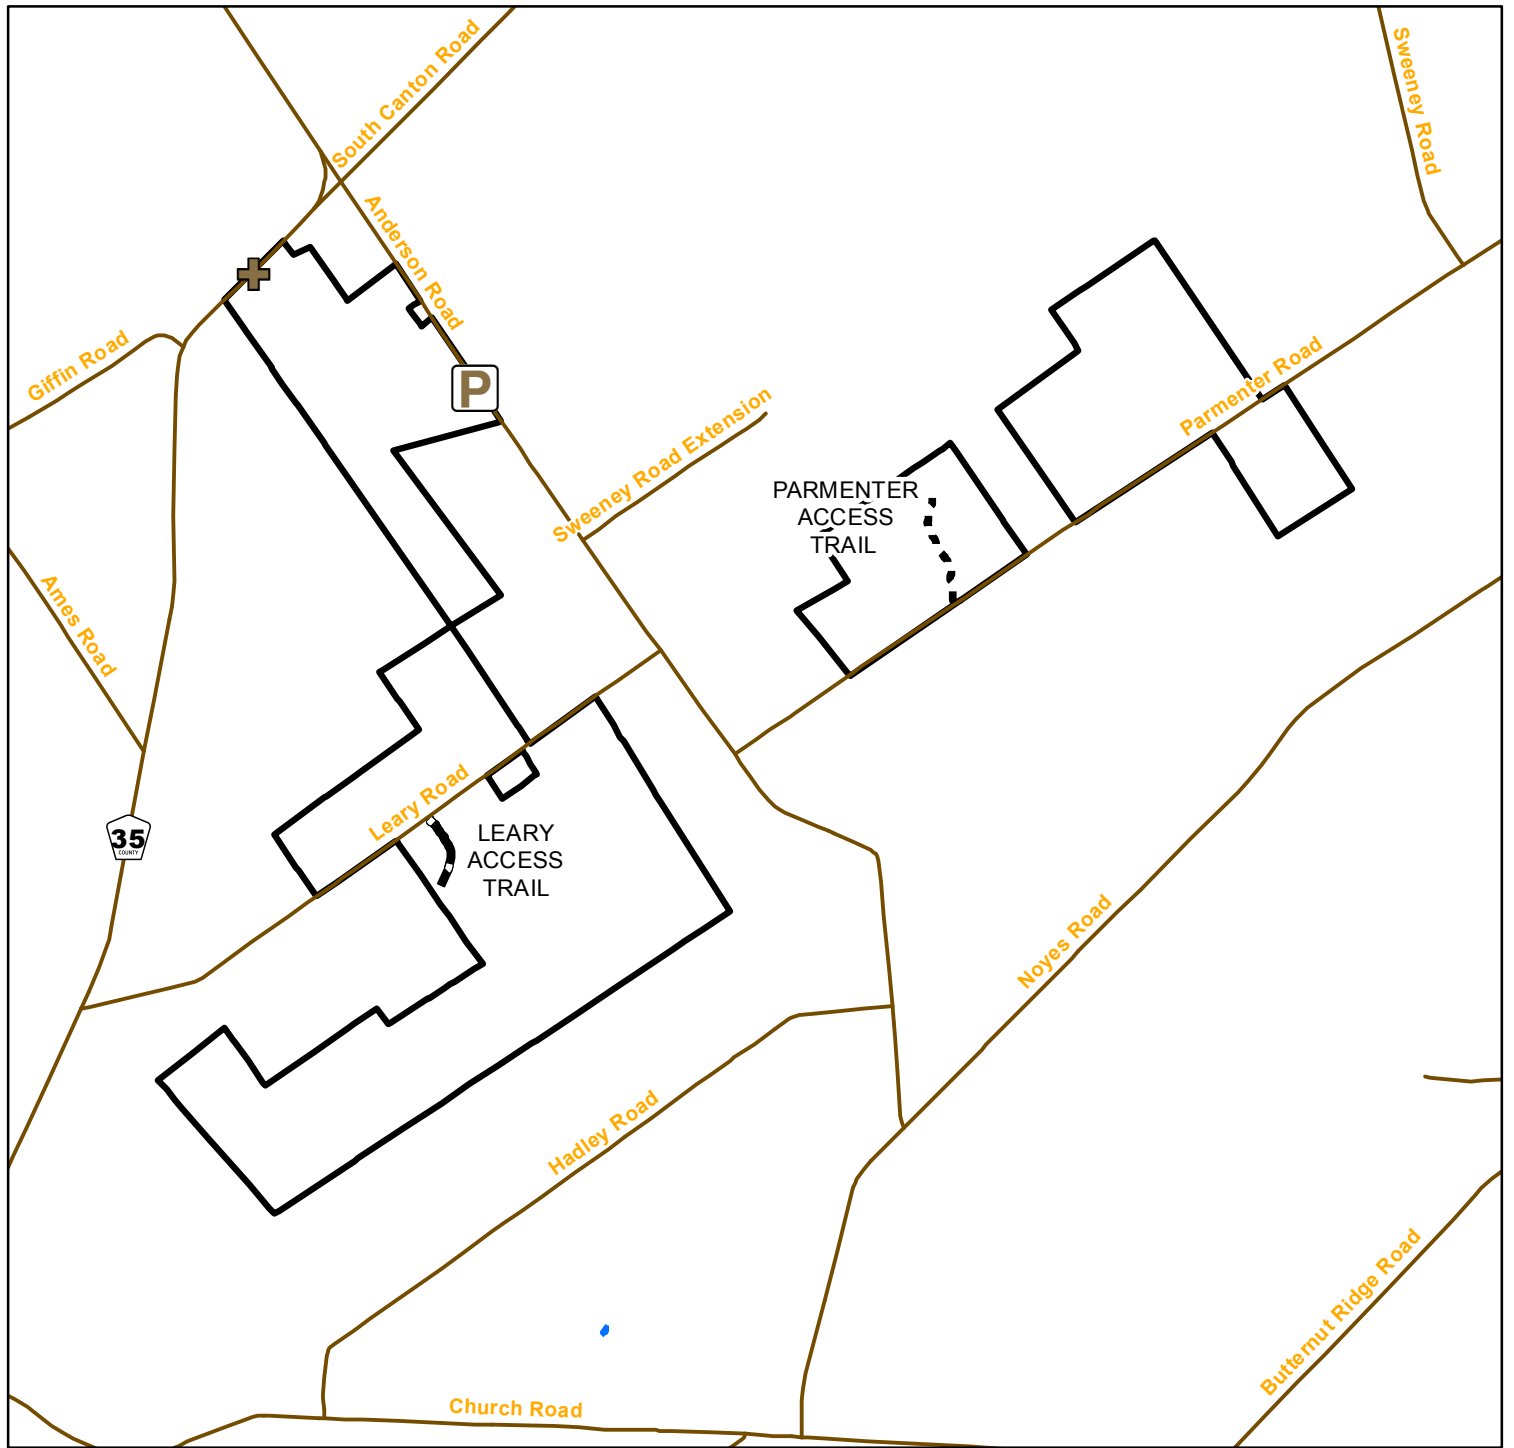 South Canton Road
Sweeney Road
Anderson Road
Giffin Road
P
Parmenter Road
Sweeney Road Extension
PARMENTER
ACCESS
TRAIL
Ames Road
Leary Road
35
COUNTY
LEARY
ACCESS
TRAIL
Noyes Road
Hadley Road
Butternut Ridge Road
Church Road